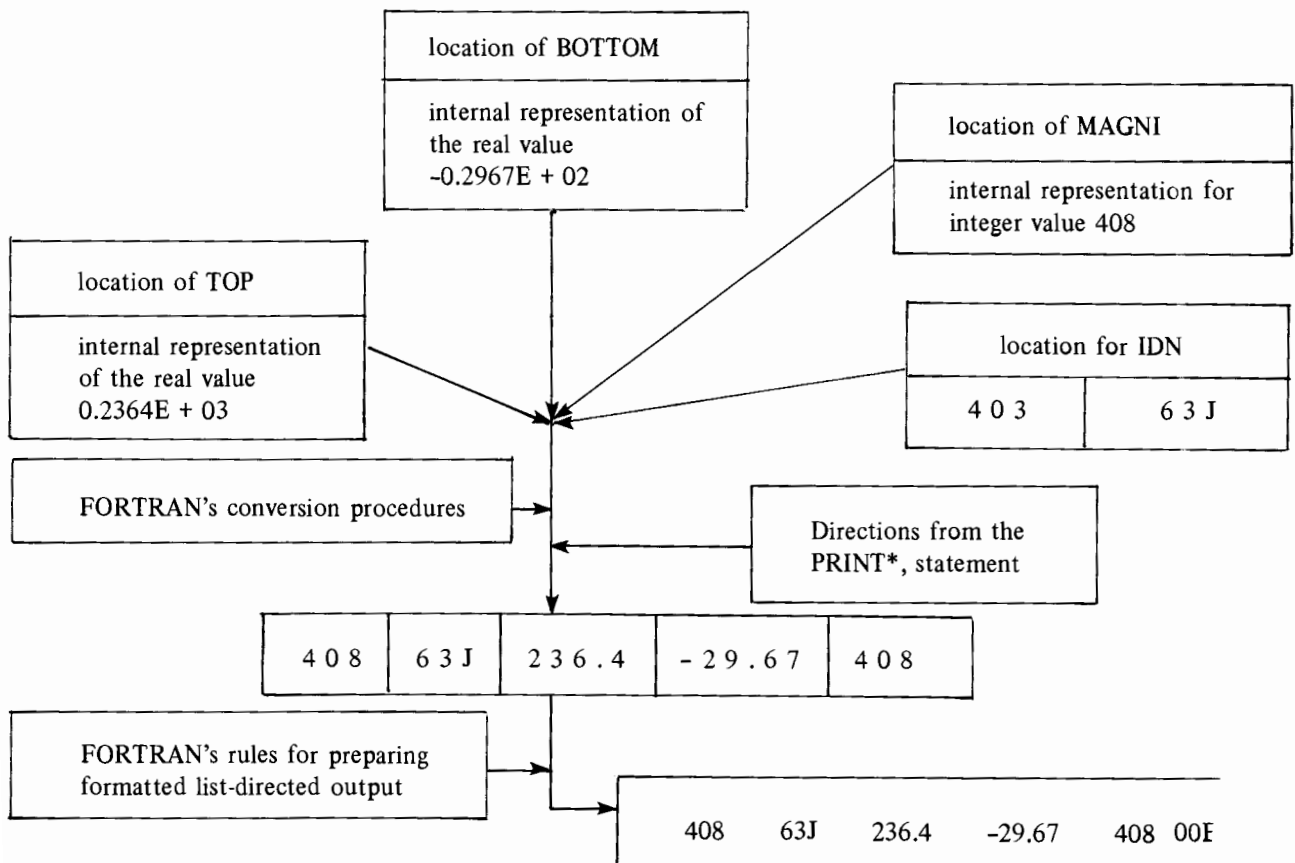 location of BOTTOM
internal representation of
the real value
-0.2967E + 02
location of MAGNI
internal representation for
integer value 408
location of TOP
internal representation
of the real value
0.2364E + 03
location for IDN
4 0 3 6 3 J
FORTRAN's conversion procedures
Directions from the
PRINT*, statement
4 0 8 6 3 J 2 3 6 . 4 - 2 9 . 6 7 4 0 8
FORTRAN's rules for preparing
formatted list-directed output
408 63J 236.4 -29.67 408 00E